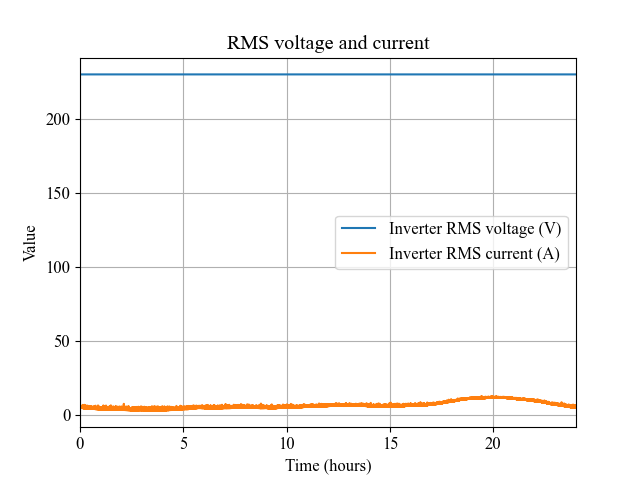 RMS voltage and current
200
150
100
50
0
Value
Inverter RMS voltage (V)
Inverter RMS current (A)
0 5 10 15 20
Time (hours)